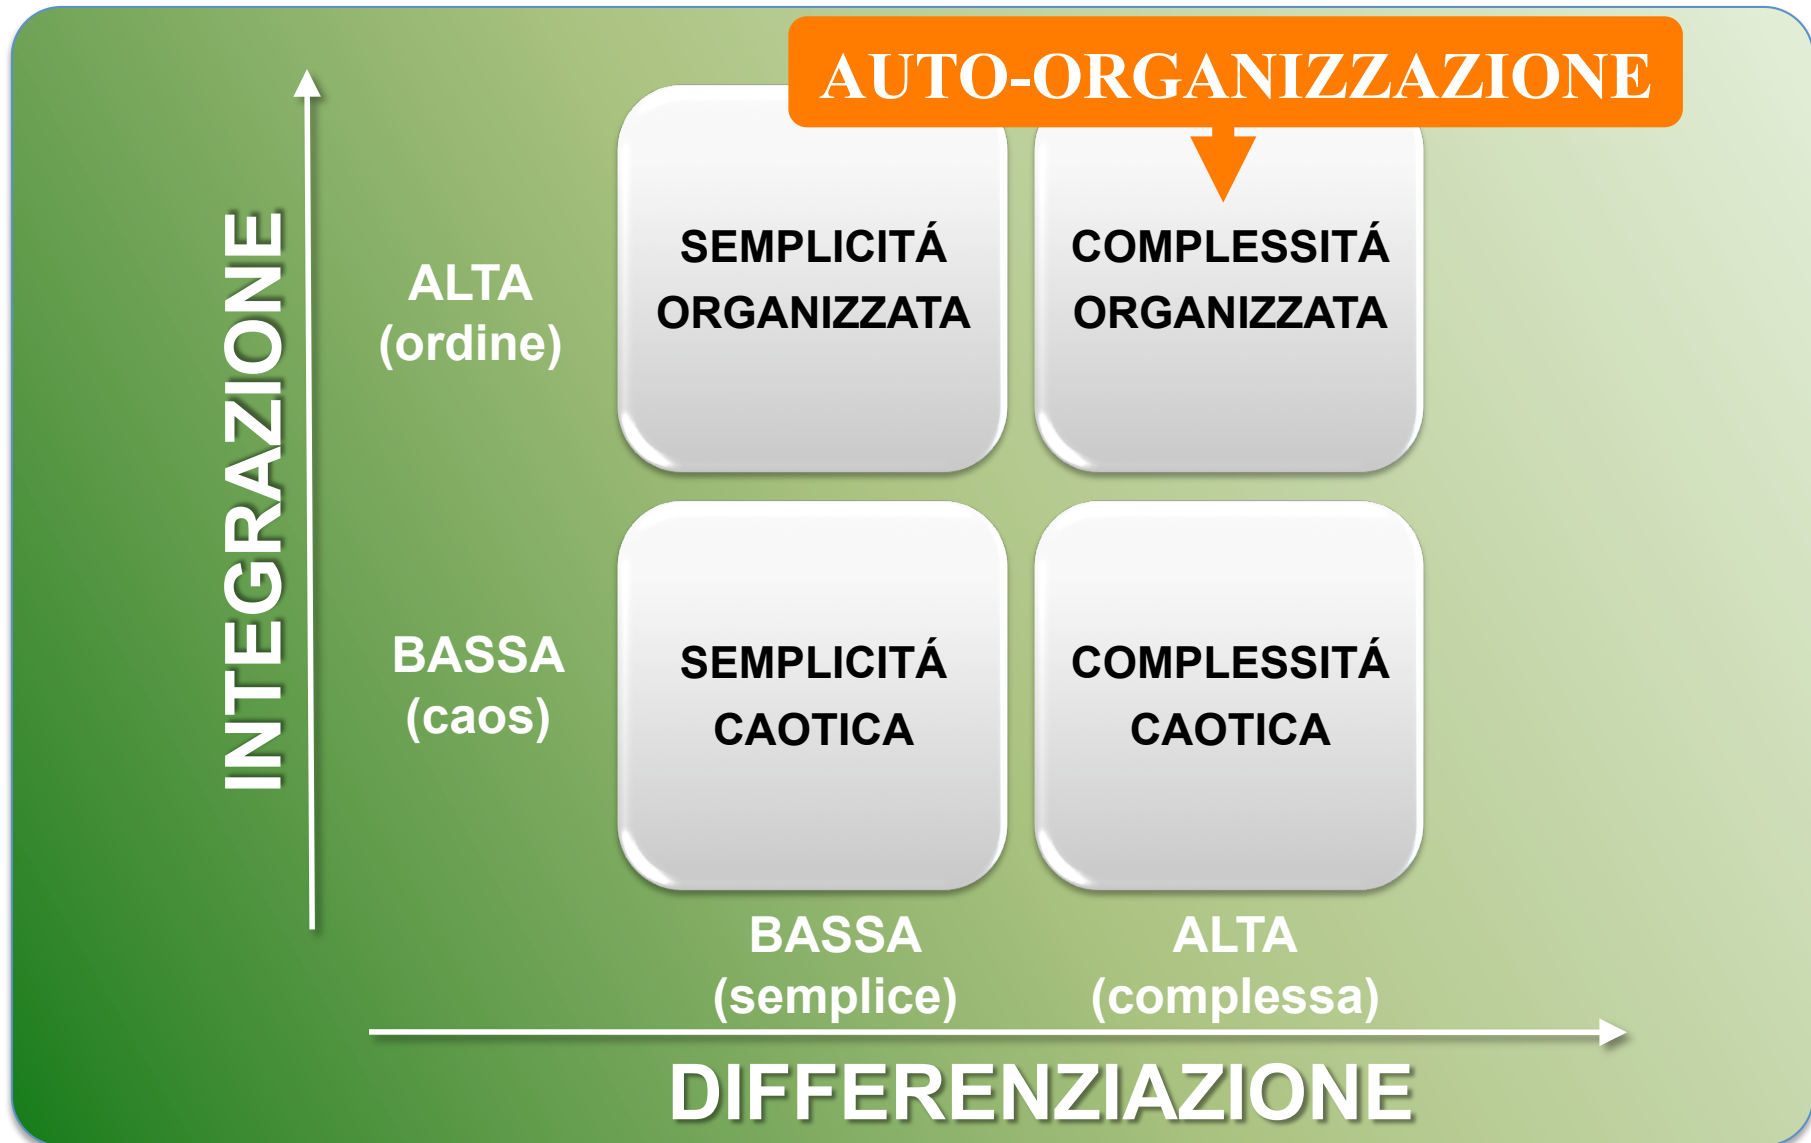 AUTO-ORGANIZZAZIONE
INTEGRAZIONE
ALTA
(ordine)
SEMPLICITÁ
ORGANIZZATA
COMPLESSITÁ
ORGANIZZATA
BASSA
(caos)
SEMPLICITÁ
CAOTICA
COMPLESSITÁ
CAOTICA
BASSA
(semplice)
ALTA
(complessa)
DIFFERENZIAZIONE